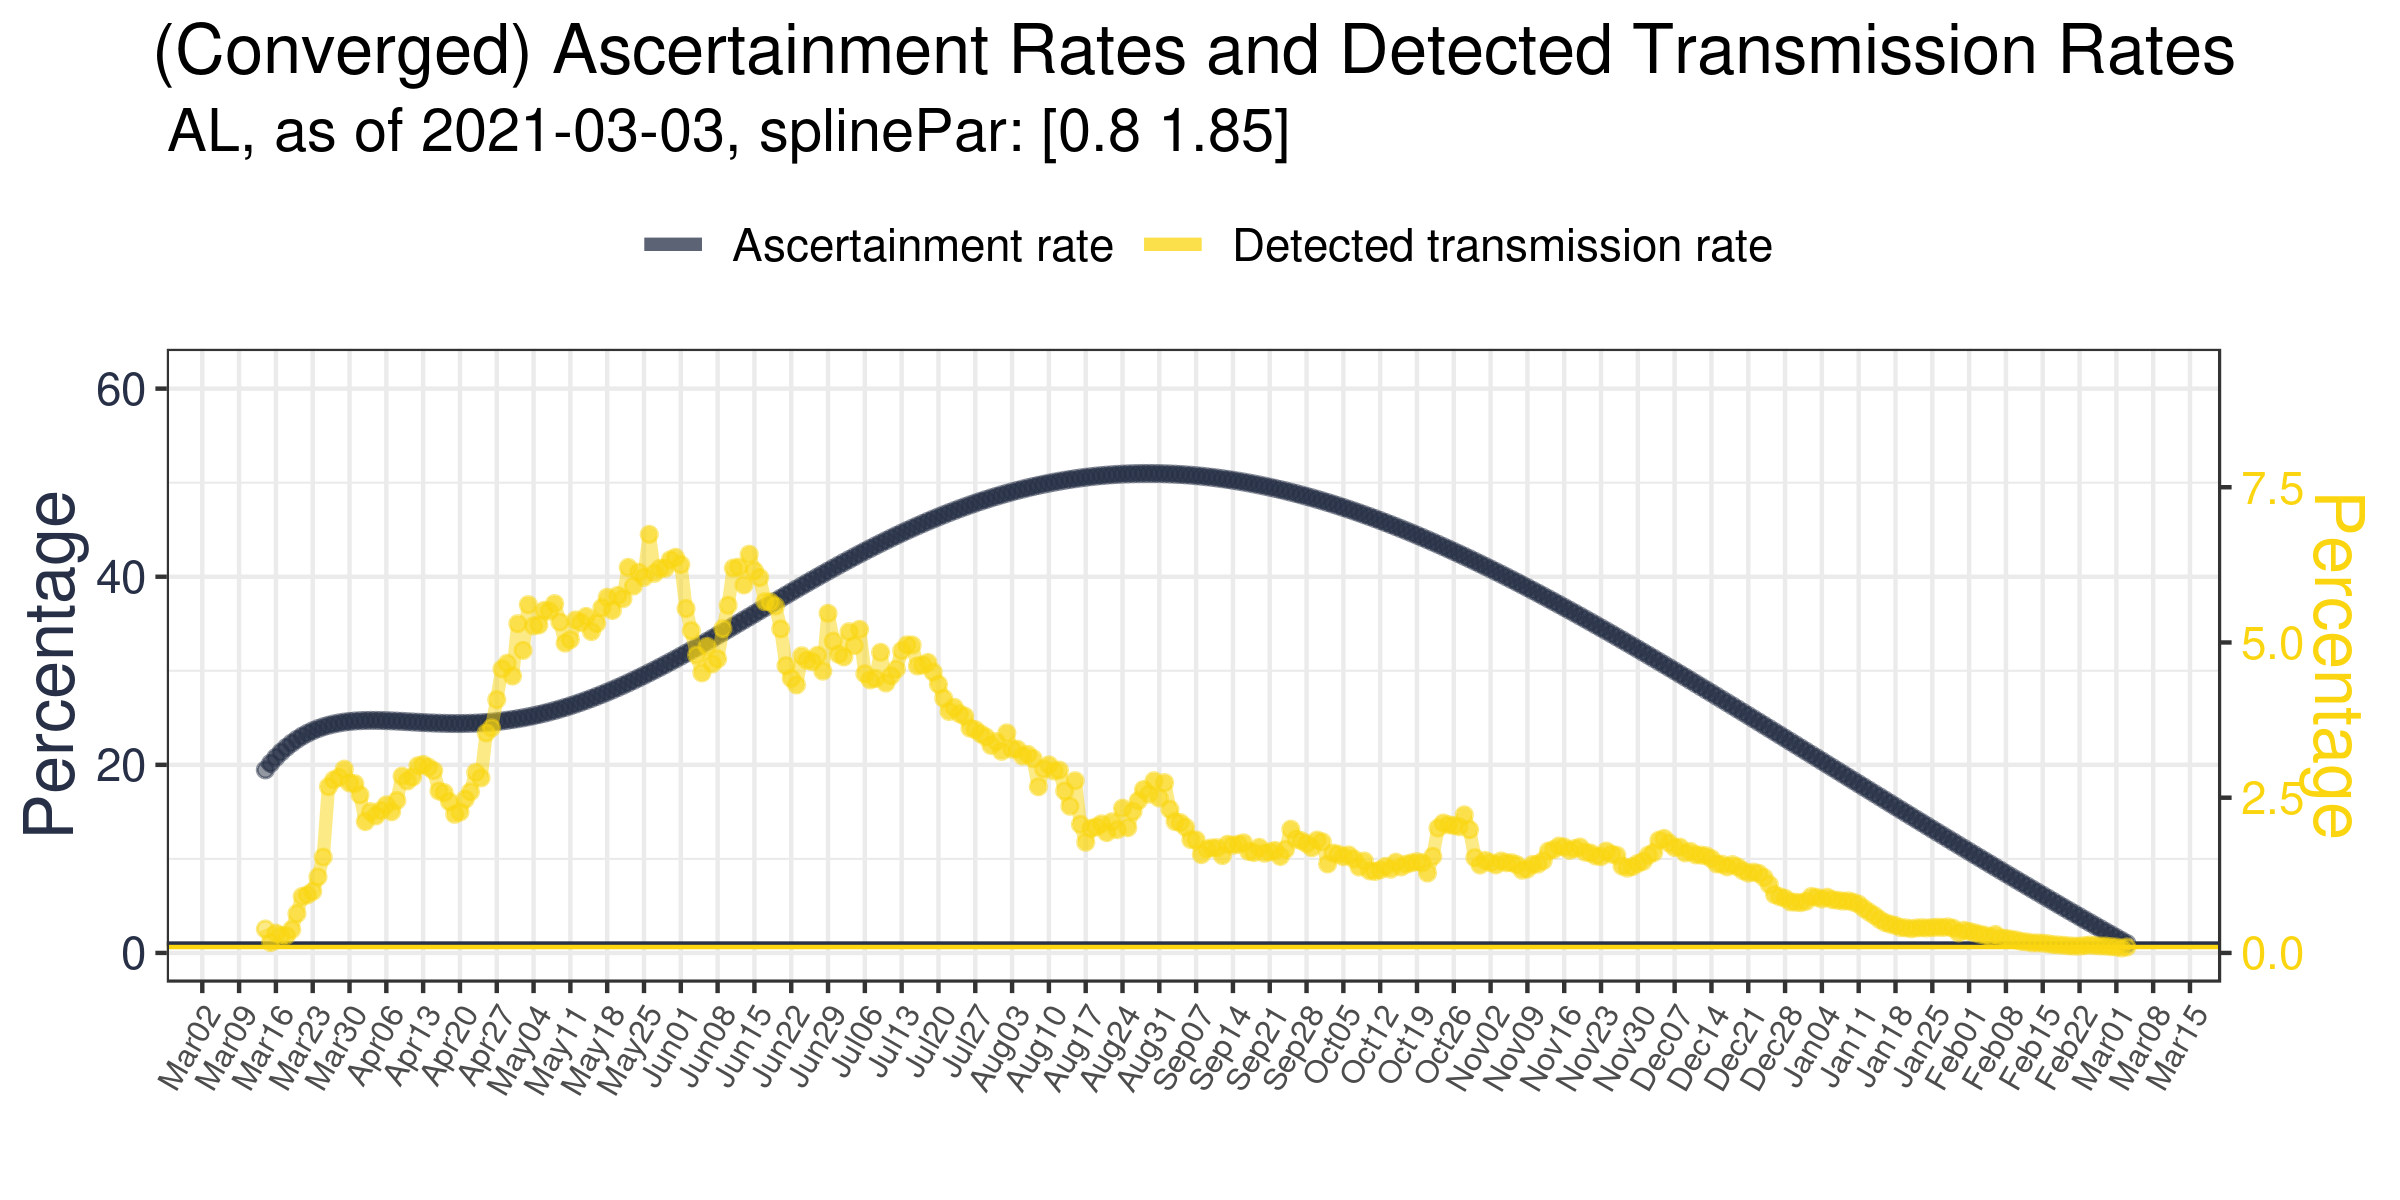 (Converged) Ascertainment Rates and Detected Transmission Rates
AL, as of 2021-03-03, splinePar: [0.8 1.85]
Ascertainment rate
Detected transmission rate
Percentage
60
40
20
0
7.5
5.0
2.5
0.0
Percentage
Mar02
Mar09
Mar16
Mar23
Mar30
Apr06
Apr13
Apr20
Apr27
May04
May11
May18
May25
Jun01
Jun08
Jun15
Jun22
Jun29
Jul06
Jul13
Jul20
Jul27
Aug03
Aug10
Aug17
Aug24
Aug31
Sep07
Sep14
Sep21
Sep28
Oct05
Oct12
Oct19
Oct26
Nov02
Nov09
Nov16
Nov23
Nov30
Dec07
Dec14
Dec21
Dec28
Jan04
Jan11
Jan18
Jan25
Feb01
Feb08
Feb15
Feb22
Mar01
Mar08
Mar15